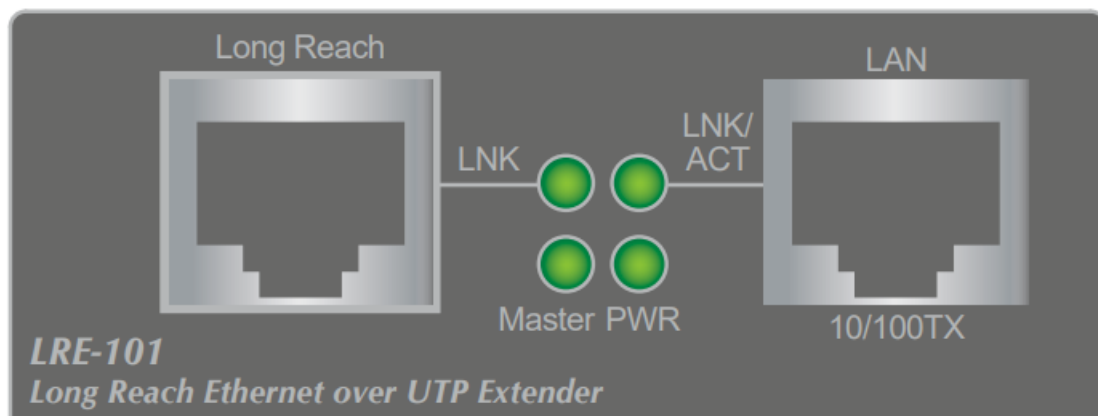 Long Reach
LAN
LNK
LNK/
ACT
Master PWR
10/100TX
LRE-101
Long Reach Ethernet over UTP Extender